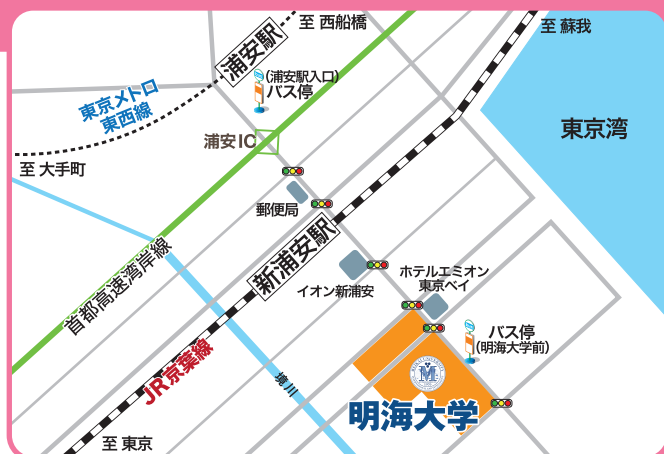 至 西船橋
至 蘇我
浦安駅
(浦安駅入口)
バス停
東京メトロ
東西線
浦安IC
東京湾
至 大手町
郵便局
新浦安駅
首都高速湾岸線
イオン新浦安
ホテルエミオン
東京ベイ
バス停
(明海大学前)
JR京葉線
境川
M
明海大学
至 東京